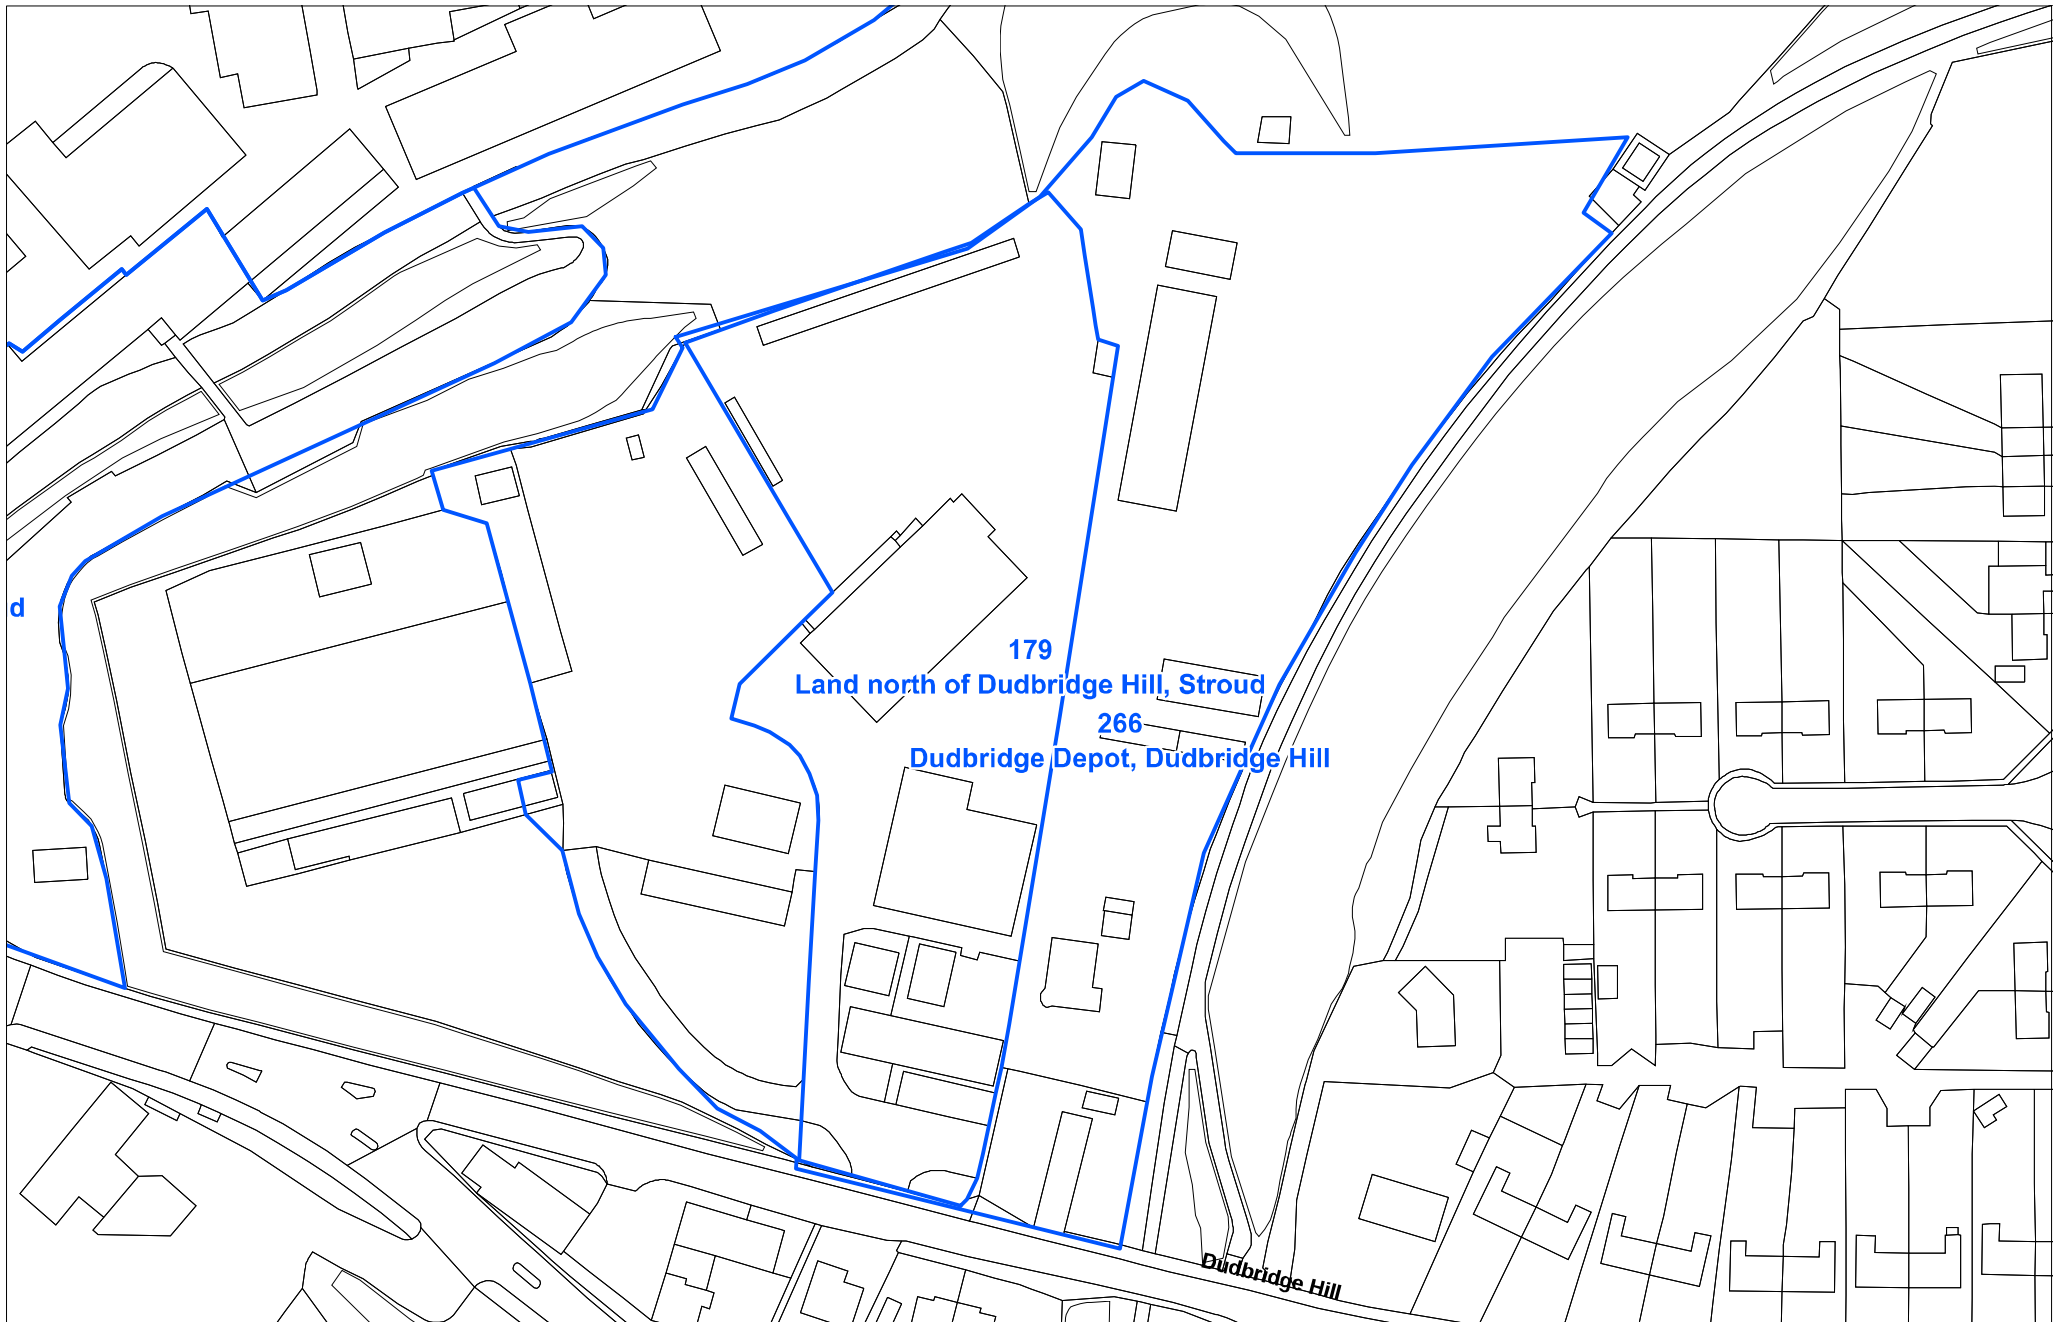 d
179
Land north of Dudbridge Hill, Stroud
266
Dudbridge Depot, Dudbridge Hill
Dudbridge Hill